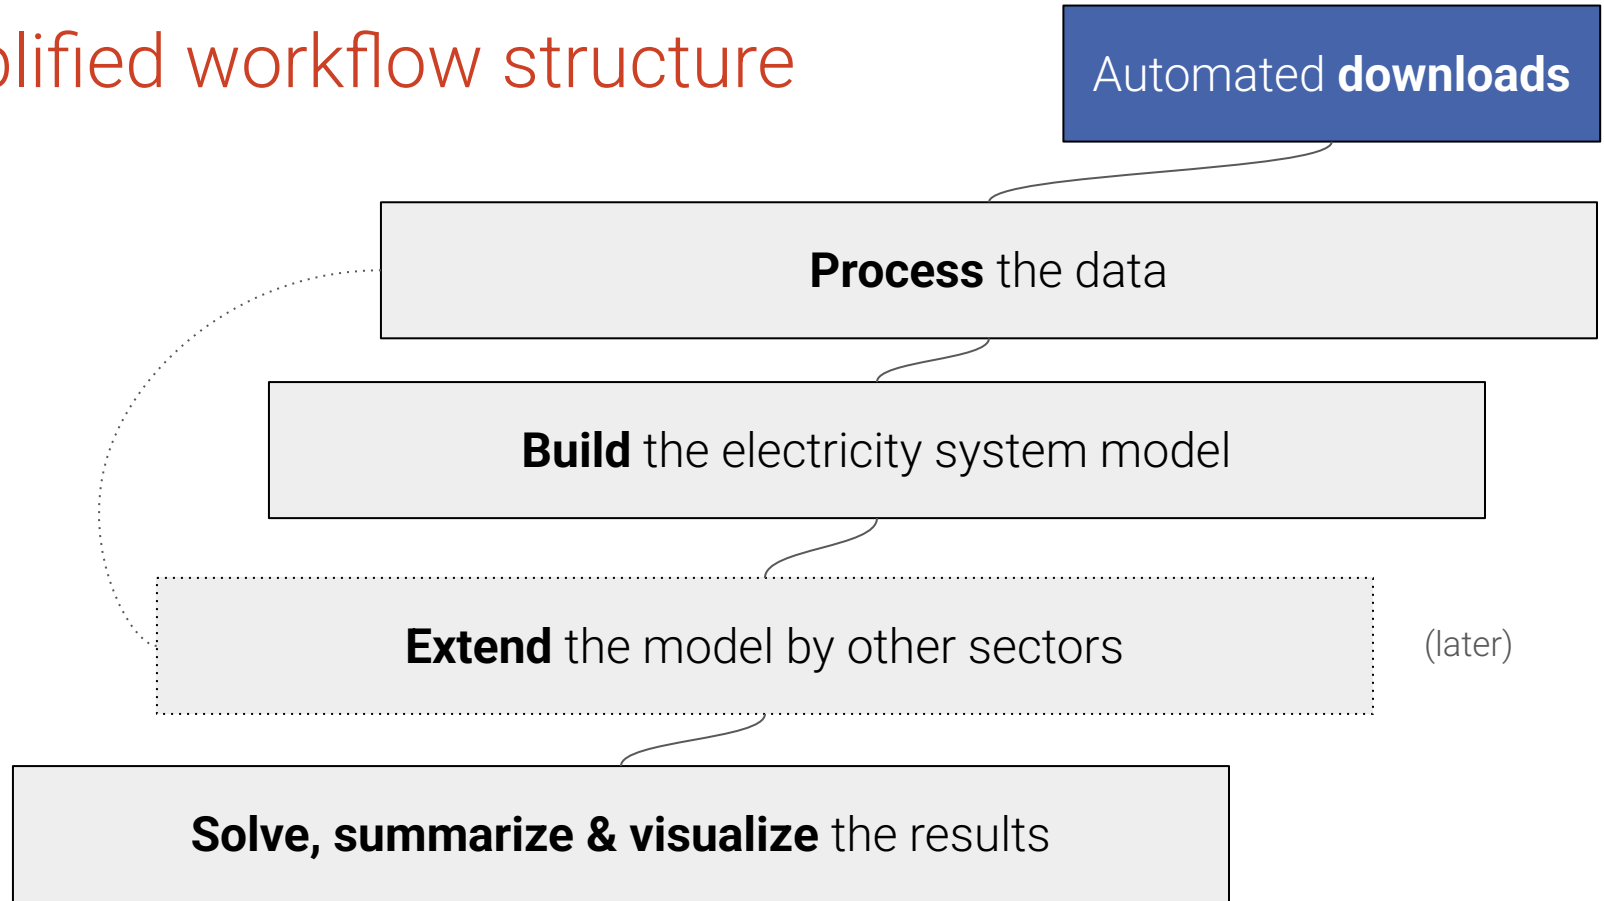 plified workflow structure
Automated downloads
Process the data
Build the electricity system model
Extend the model by other sectors
(later)
Solve, summarize & visualize the results